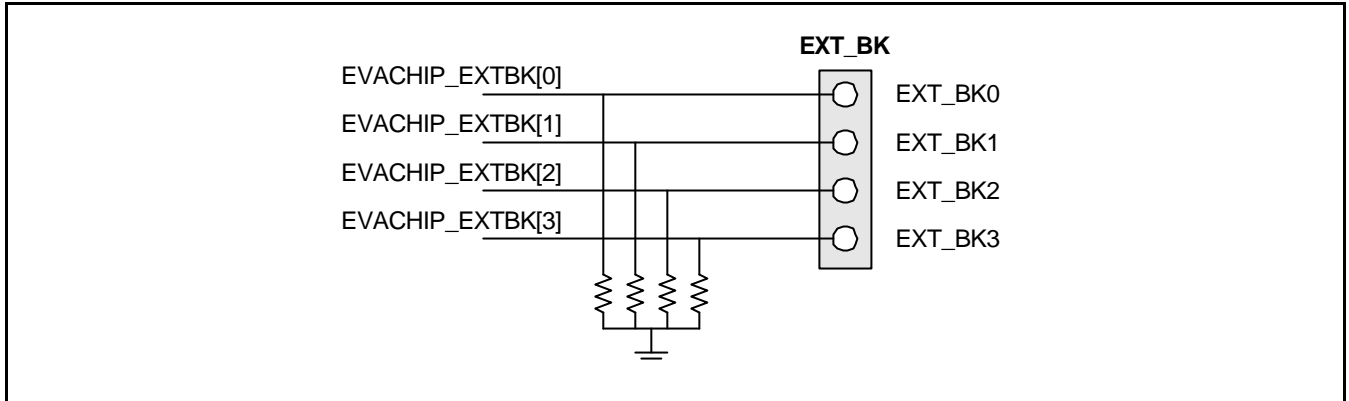 EXT_BK
EVACHIP_EXTBK[0]
EXT_BK0
EVACHIP_EXTBK[1]
EXT_BK1
EVACHIP_EXTBK[2]
EXT_BK2
EVACHIP_EXTBK[3]
EXT_BK3